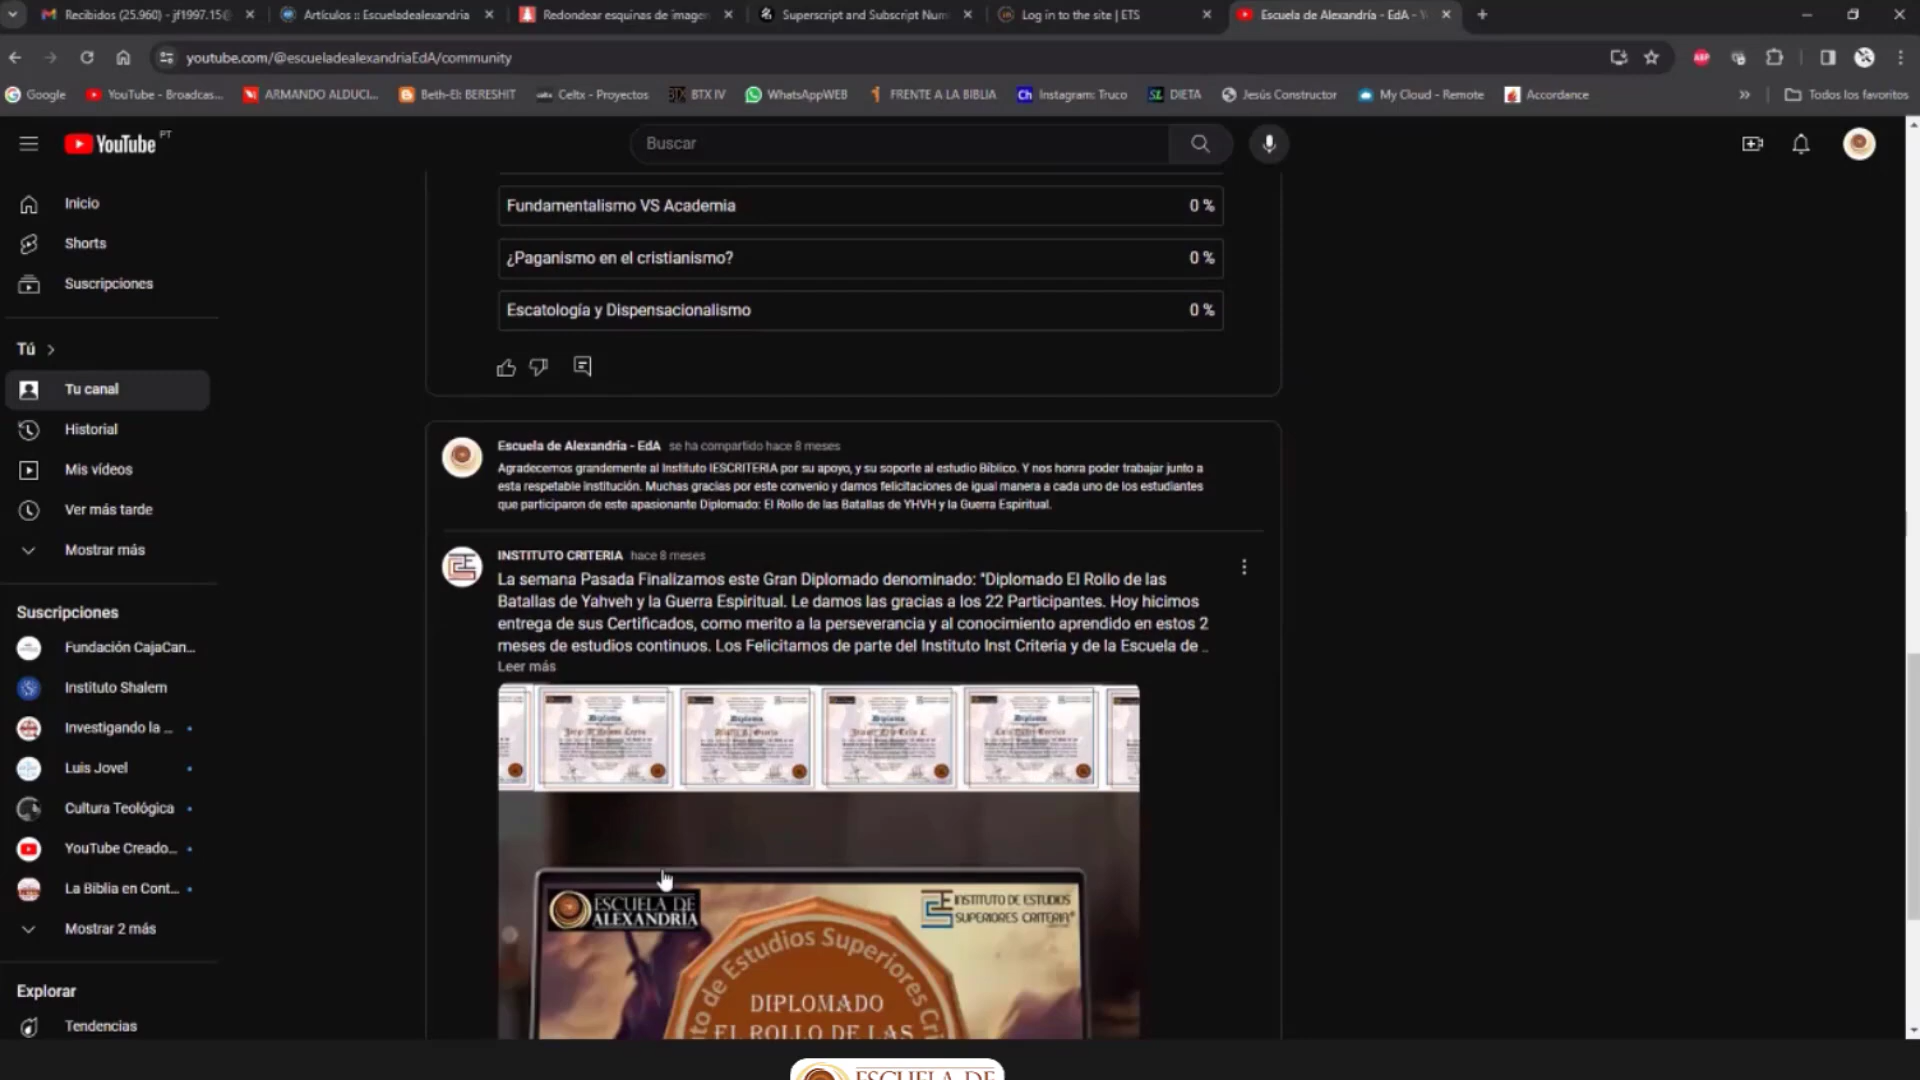 Recibidos (25.960) - jf1997.15@
Artículos :: Escueladealexandria
Redondear esquinas de imagen
Superscript and Subscript Num
Log in to the site | ETS
Escuela de Alexandría - EdA - Y
youtube.com/@escueladealexandriaEdA/community
Google
YouTube - Broadcas...
ARMANDO ALDUCI...
Beth-El: BERESHIT
Celtx - Proyectos
BTX IV
WhatsAppWEB
FRENTE A LA BIBLIA
Instagram: Truco
DIETA
Jesús Constructor
My Cloud - Remote
Accordance
Todos los favoritos
YouTube PT
Buscar
Inicio
Shorts
Suscripciones
Tú
Tu canal
Historial
Mis vídeos
Ver más tarde
Mostrar más
Suscripciones
Fundación CajaCan...
Instituto Shalem
Investigando la ...
Luis Jovel
Cultura Teológica
YouTube Creado...
La Biblia en Cont...
Mostrar 2 más
Explorar
Tendencias
Fundamentalismo VS Academia 0 %
¿Paganismo en el cristianismo? 0 %
Escatología y Dispensacionalismo 0 %
Escuela de Alexandría - EdA se ha compartido hace 8 meses
Agradecemos grandemente al Instituto IESCRITERIA por su apoyo, y su soporte al estudio Bíblico. Y nos honra poder trabajar junto a
esta respetable institución. Muchas gracias por este convenio y damos felicitaciones de igual manera a cada uno de los estudiantes
que participaron de este apasionante Diplomado: El Rollo de las Batallas de YHVH y la Guerra Espiritual.
INSTITUTO CRITERIA hace 8 meses
La semana Pasada Finalizamos este Gran Diplomado denominado: "Diplomado El Rollo de las
Batallas de Yahveh y la Guerra Espiritual. Le damos las gracias a los 22 Participantes. Hoy hicimos
entrega de sus Certificados, como merito a la perseverancia y al conocimiento aprendido en estos 2
meses de estudios continuos. Los Felicitamos de parte del Instituto Inst Criteria y de la Escuela de ..
Leer más
Diploma
Diploma
Diploma
Diploma
ESCUELA DE
ALEXANDRIA
INSTITUTO DE ESTUDIOS
SUPERIORES CRITERIA
to de Estudios Superiores Cri
DIPLOMADO
EL ROLLO DE LAS
ESCUELA DE